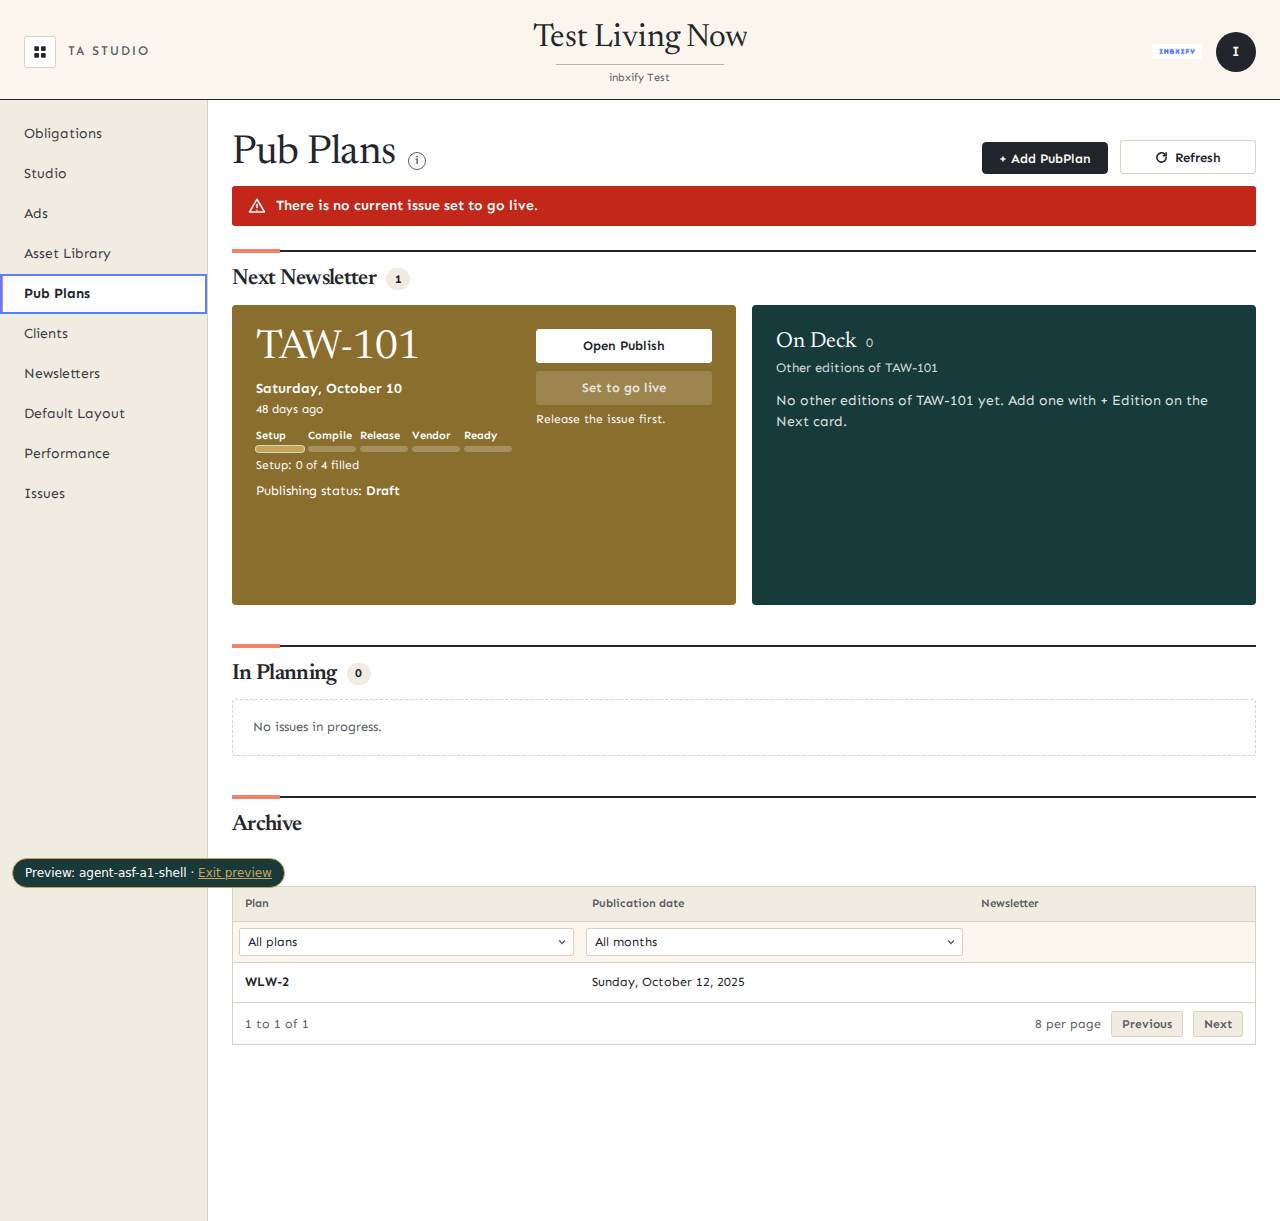 TA STUDIO
Test Living Now
inbxify Test
INBXIFY
I
Obligations
Studio
Ads
Asset Library
Pub Plans
Clients
Newsletters
Default Layout
Performance
Issues
Pub Plans i
+ Add PubPlan
Refresh
There is no current issue set to go live.
Next Newsletter 1
TAW-101
Saturday, October 10
48 days ago
Setup Compile Release Vendor Ready
Setup: 0 of 4 filled
Publishing status: Draft
Open Publish
Set to go live
Release the issue first.
On Deck 0
Other editions of TAW-101
No other editions of TAW-101 yet. Add one with + Edition on the
Next card.
In Planning 0
No issues in progress.
Archive
Preview: agent-asf-a1-shell · Exit preview
Plan Publication date Newsletter
All plans All months
WLW-2 Sunday, October 12, 2025
1 to 1 of 1 8 per page Previous Next